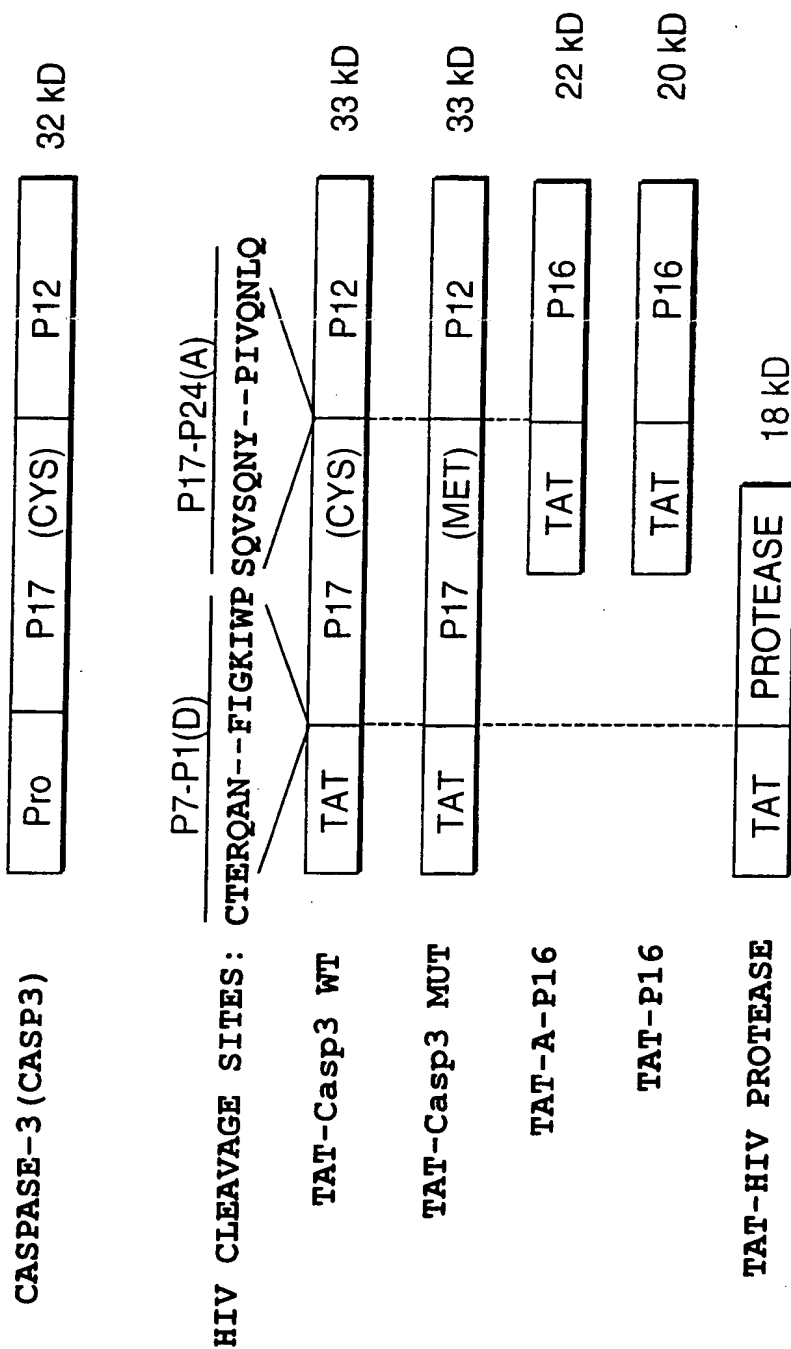 CASPASE-3 (CASP3)
Pro P17 (CYS) P12 32 kD
P7-P1(D) P17-P24(A)
HIV CLEAVAGE SITES: CTERQAN--FIGKIWP SQVSQNY--PIVQNLQ
TAT-Casp3 WT TAT P17 (CYS) P12 33 kD
TAT-Casp3 MUT TAT P17 (MET) P12 33 kD
TAT-A-P16 TAT P16 22 kD
TAT-P16 TAT P16 20 kD
TAT-HIV PROTEASE TAT PROTEASE 18 kD